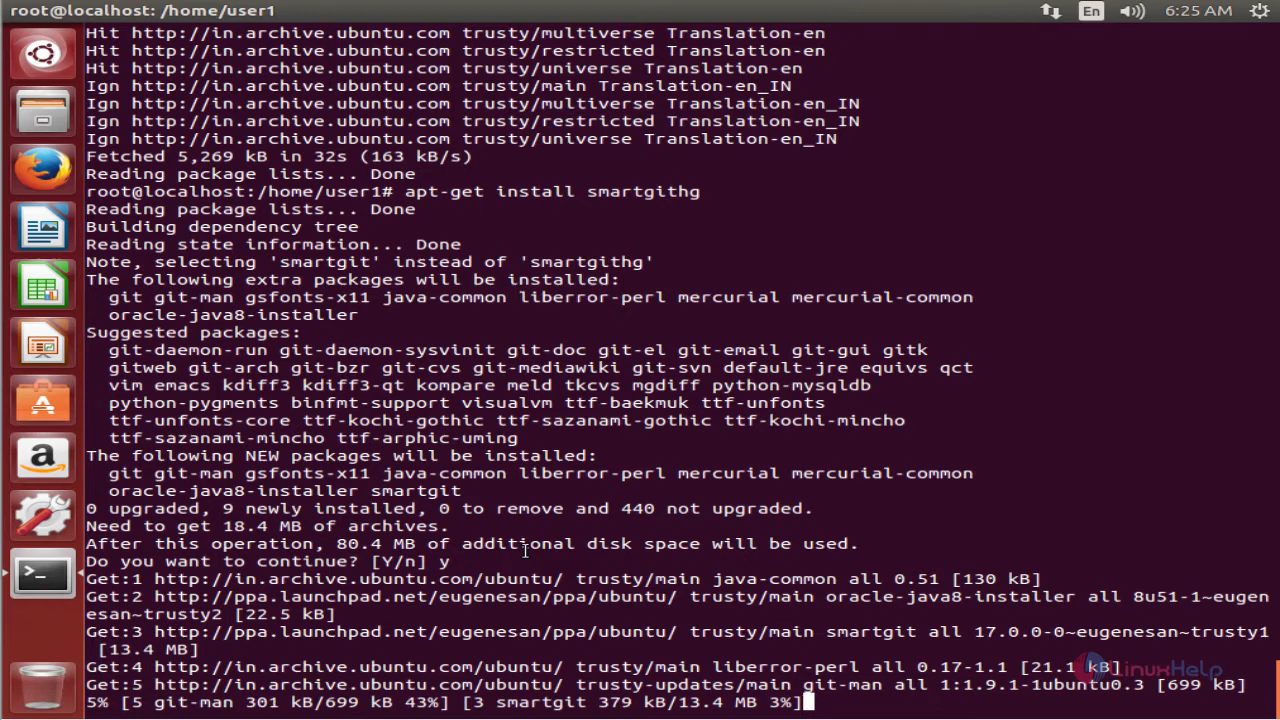 root@localhost: /home/user1
En
6:25 AM
Hit http://in.archive.ubuntu.com trusty/multiverse Translation-en
Hit http://in.archive.ubuntu.com trusty/restricted Translation-en
Hit http://in.archive.ubuntu.com trusty/universe Translation-en
Ign http://in.archive.ubuntu.com trusty/main Translation-en_IN
Ign http://in.archive.ubuntu.com trusty/multiverse Translation-en_IN
Ign http://in.archive.ubuntu.com trusty/restricted Translation-en_IN
Ign http://in.archive.ubuntu.com trusty/universe Translation-en_IN
Fetched 5,269 kB in 32s (163 kB/s)
Reading package lists... Done
root@localhost:/home/user1# apt-get install smartgithg
Reading package lists... Done
Building dependency tree
Reading state information... Done
Note, selecting 'smartgit' instead of 'smartgithg'
The following extra packages will be installed:
git git-man gsfonts-x11 java-common liberror-perl mercurial mercurial-common
oracle-java8-installer
Suggested packages:
git-daemon-run git-daemon-sysvinit git-doc git-el git-email git-gui gitk
gitweb git-arch git-bzr git-cvs git-mediawiki git-svn default-jre equivs qct
vim emacs kdiff3 kdiff3-qt kompare meld tkcvs mgdiff python-mysqldb
python-pygments binfmt-support visualvm ttf-baekmuk ttf-unfonts
ttf-unfonts-core ttf-kochi-gothic ttf-sazanami-gothic ttf-kochi-mincho
ttf-sazanami-mincho ttf-arphic-uming
The following NEW packages will be installed:
git git-man gsfonts-x11 java-common liberror-perl mercurial mercurial-common
oracle-java8-installer smartgit
0 upgraded, 9 newly installed, 0 to remove and 440 not upgraded.
Need to get 18.4 MB of archives.
After this operation, 80.4 MB of additional disk space will be used.
Do you want to continue? [Y/n] y
Get:1 http://in.archive.ubuntu.com/ubuntu/ trusty/main java-common all 0.51 [130 kB]
Get:2 http://ppa.launchpad.net/eugenesan/ppa/ubuntu/ trusty/main oracle-java8-installer all 8u51-1~eugen
esan~trusty2 [22.5 kB]
Get:3 http://ppa.launchpad.net/eugenesan/ppa/ubuntu/ trusty/main smartgit all 17.0.0-0~eugenesan~trusty1
[13.4 MB]
Get:4 http://in.archive.ubuntu.com/ubuntu/ trusty/main liberror-perl all 0.17-1.1 [21.1 kB]
LinuxHelp
Get:5 http://in.archive.ubuntu.com/ubuntu/ trusty-updates/main git-man all 1:1.9.1-1ubuntu0.3 [699 kB]
5% [5 git-man 301 kB/699 kB 43%] [3 smartgit 379 kB/13.4 MB 3%]